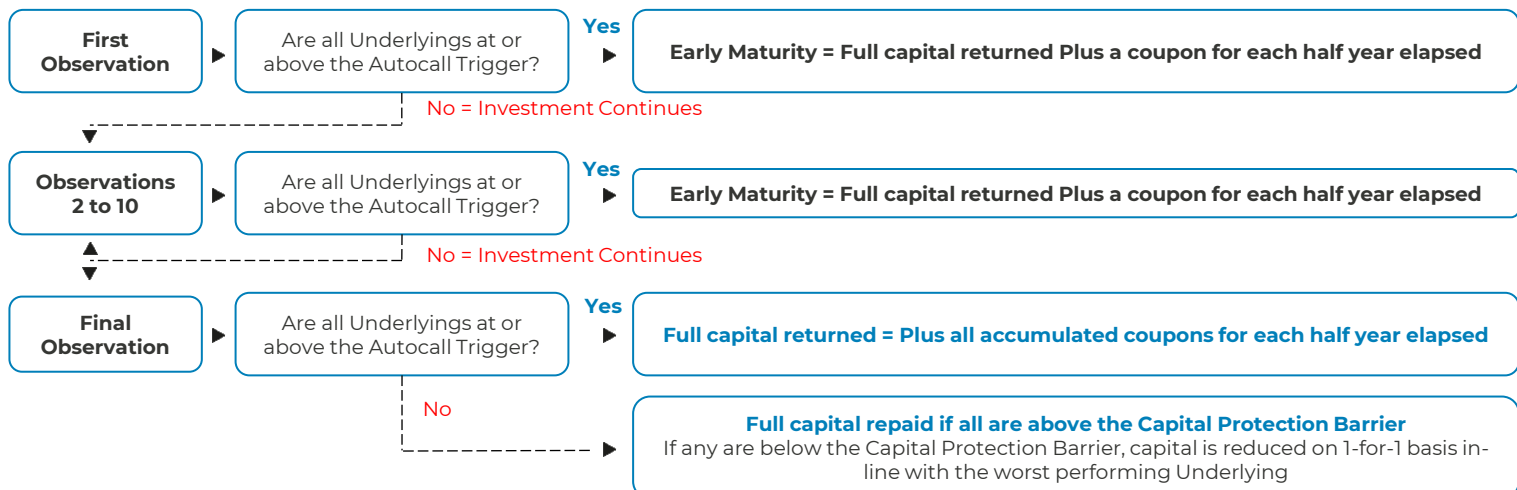 First
Observation
Are all Underlyings at or
above the Autocall Trigger?
Yes
Early Maturity = Full capital returned Plus a coupon for each half year elapsed
No = Investment Continues
Observations
2 to 10
Are all Underlyings at or
above the Autocall Trigger?
Yes
Early Maturity = Full capital returned Plus a coupon for each half year elapsed
No = Investment Continues
Final
Observation
Are all Underlyings at or
above the Autocall Trigger?
Yes
Full capital returned = Plus all accumulated coupons for each half year elapsed
No
Full capital repaid if all are above the Capital Protection Barrier
If any are below the Capital Protection Barrier, capital is reduced on 1-for-1 basis in-
line with the worst performing Underlying